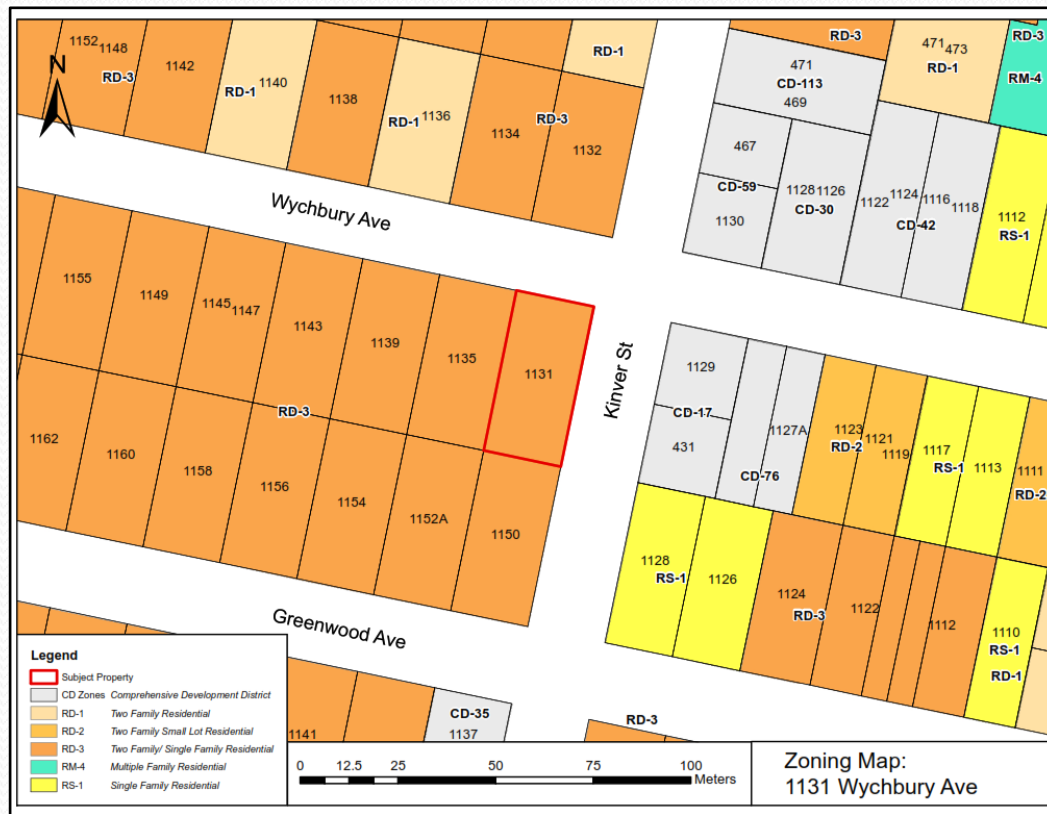 1152
1148
RD-3
N
1142
RD-1
1140
1138
RD-1
1136
1134
RD-3
1132
RD-1
RD-3
471
CD-113
469
471
473
RD-1
RD-3
RM-4
467
CD-59
1130
1128
1126
CD-30
1122
1124
CD-42
1116
1118
1112
RS-1
Wychbury Ave
Kinver St
Greenwood Ave
1155
1149
1145
1147
1143
1139
1135
1131
RD-3
1162
1160
1158
1156
1154
1152A
1150
1129
CD-17
431
1127A
CD-76
1123
RD-2
1121
1119
1117
RS-1
1113
1111
RD-2
1128
RS-1
1126
1124
RD-3
1122
1112
1110
RS-1
RD-1
1141
CD-35
1137
RD-3
Legend
Subject Property
CD Zones Comprehensive Development District
RD-1 Two Family Residential
RD-2 Two Family Small Lot Residential
RD-3 Two Family/ Single Family Residential
RM-4 Multiple Family Residential
RS-1 Single Family Residential
0 12.5 25 50 75 100
Meters
Zoning Map:
1131 Wychbury Ave